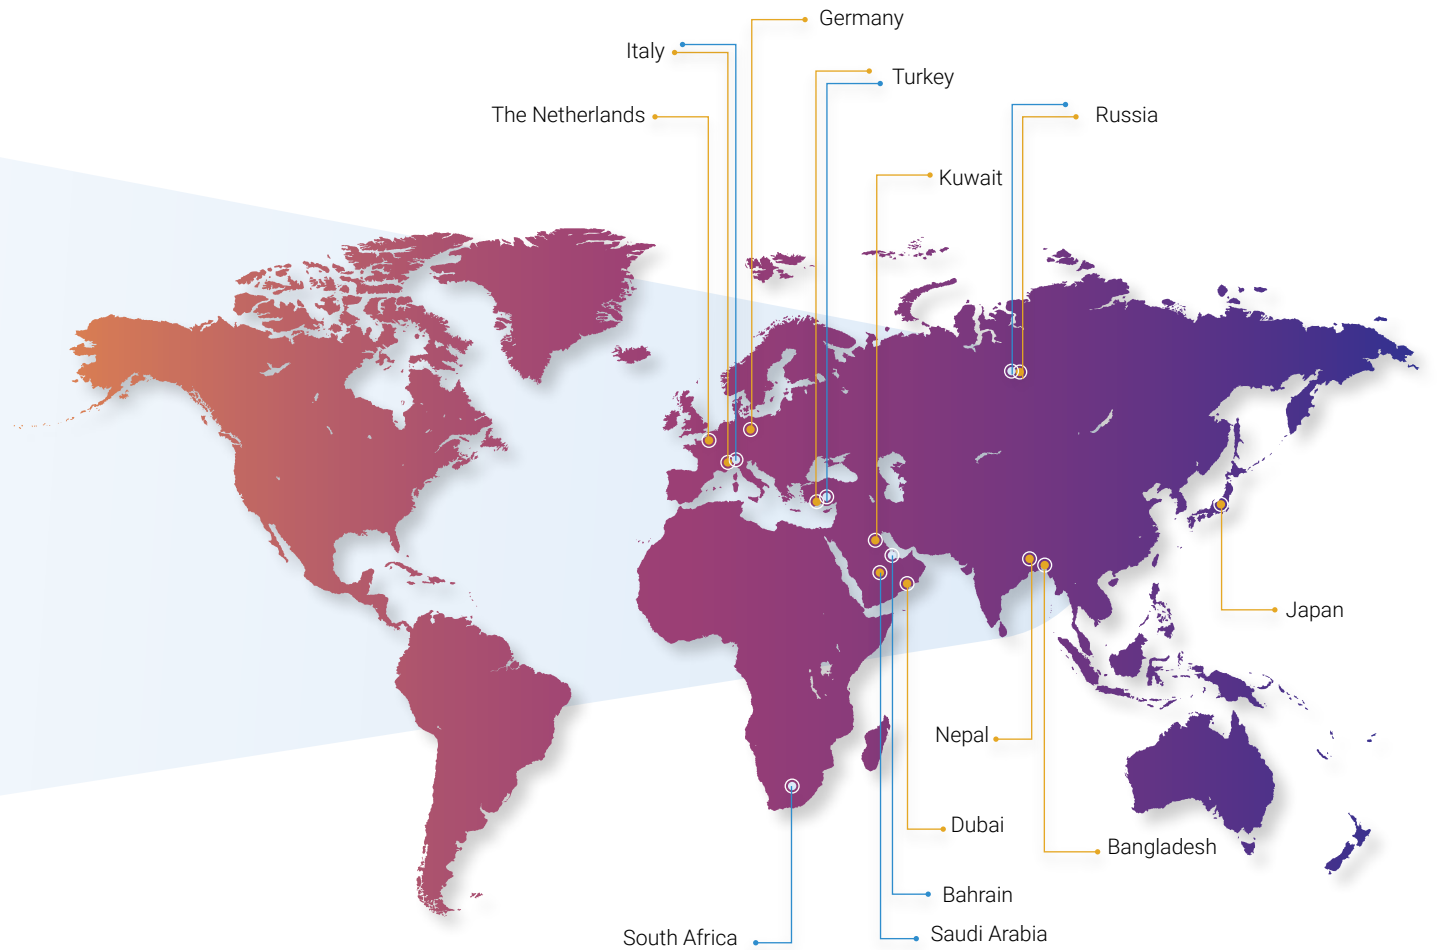 Germany
Italy
Turkey
The Netherlands
Russia
Kuwait
Japan
Nepal
Dubai
Bangladesh
Bahrain
Saudi Arabia
South Africa